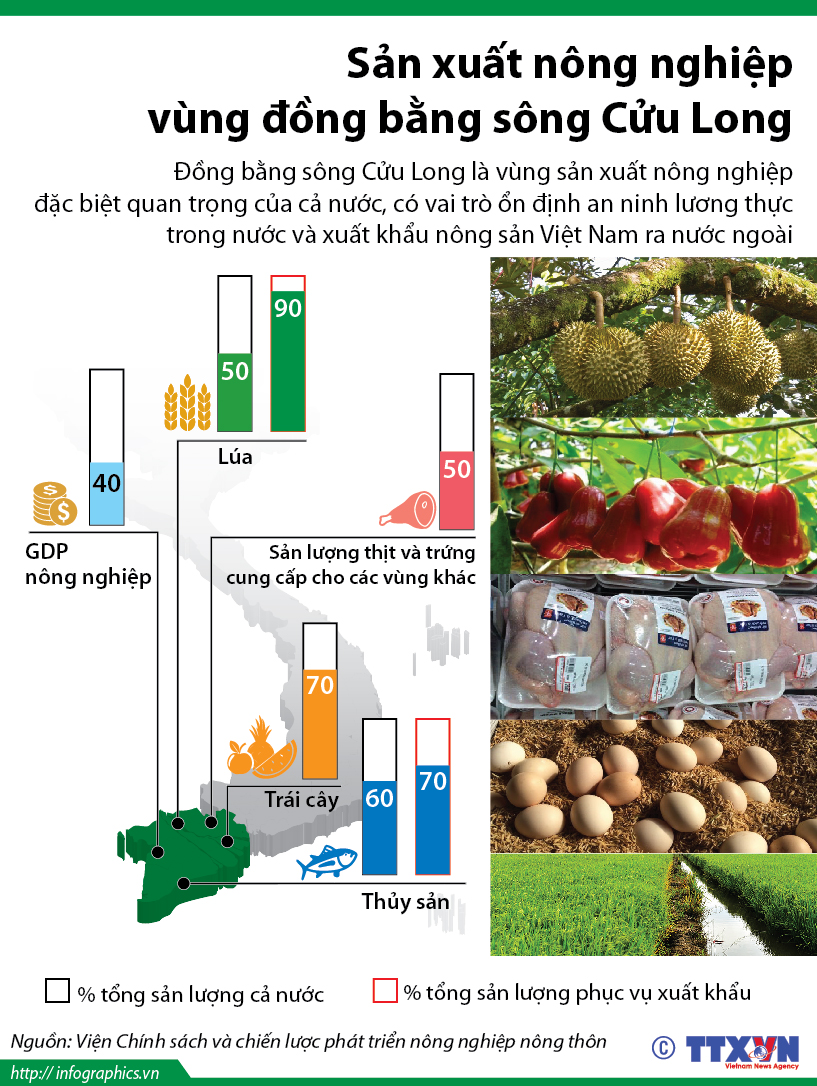 Sản xuất nông nghiệp
vùng đồng bằng sông Cửu Long
Đồng bằng sông Cửu Long là vùng sản xuất nông nghiệp
đặc biệt quan trọng của cả nước, có vai trò ổn định an ninh lương thực
trong nước và xuất khẩu nông sản Việt Nam ra nước ngoài
90
50
Lúa
40
GDP
nông nghiệp
50
Sản lượng thịt và trứng
cung cấp cho các vùng khác
70
Trái cây
60
70
Thủy sản
% tổng sản lượng cả nước
% tổng sản lượng phục vụ xuất khẩu
Nguồn: Viện Chính sách và chiến lược phát triển nông nghiệp nông thôn
© TTXVN
Vietnam News Agency
http:// infographics.vn